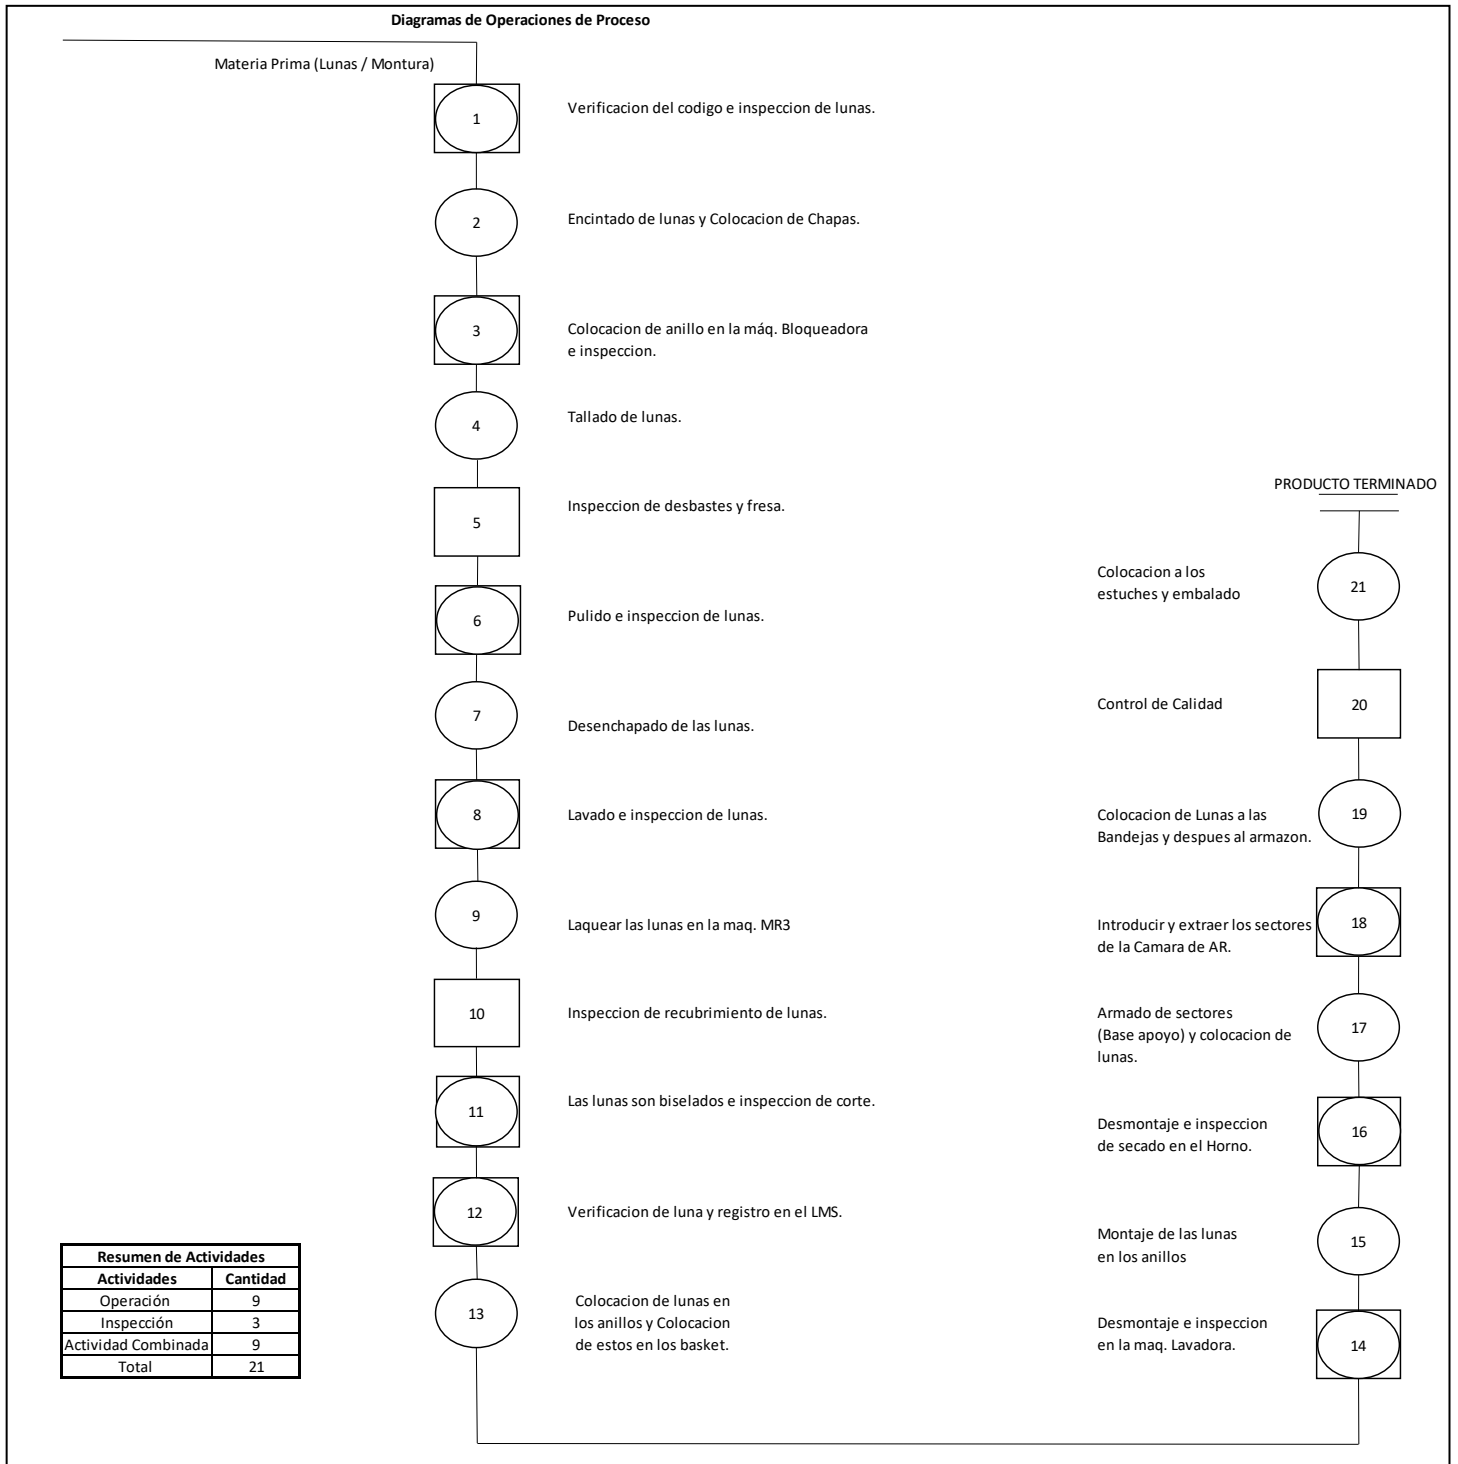 Diagramas de Operaciones de Proceso
Materia Prima (Lunas / Montura)
1
Verificacion del codigo e inspeccion de lunas.
2
Encintado de lunas y Colocacion de Chapas.
3
Colocacion de anillo en la máq. Bloqueadora
e inspeccion.
4
Tallado de lunas.
5
Inspeccion de desbastes y fresa.
6
Pulido e inspeccion de lunas.
7
Desenchapado de las lunas.
8
Lavado e inspeccion de lunas.
9
Laquear las lunas en la maq. MR3
10
Inspeccion de recubrimiento de lunas.
11
Las lunas son biselados e inspeccion de corte.
12
Verificacion de luna y registro en el LMS.
13
Colocacion de lunas en
los anillos y Colocacion
de estos en los basket.
PRODUCTO TERMINADO
Colocacion a los
estuches y embalado
21
Control de Calidad
20
Colocacion de Lunas a las
Bandejas y despues al armazon.
19
Introducir y extraer los sectores
de la Camara de AR.
18
Armado de sectores
(Base apoyo) y colocacion de
lunas.
17
Desmontaje e inspeccion
de secado en el Horno.
16
Montaje de las lunas
en los anillos
15
Desmontaje e inspeccion
en la maq. Lavadora.
14
Resumen de Actividades
Actividades Cantidad
Operación 9
Inspección 3
Actividad Combinada 9
Total 21